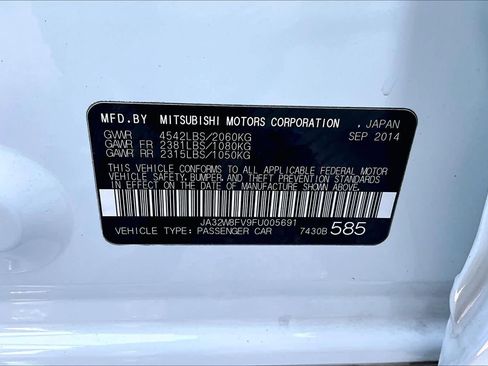 MFD.BY MITSUBISHI MOTORS CORPORATION, JAPAN
GVWR 4542LBS/2060KG SEP 2014
GAWR FR 2381LBS/1080KG
GAWR RR 2315LBS/1050KG
THIS VEHICLE CONFORMS TO ALL APPLICABLE FEDERAL MOTOR
VEHICLE SAFETY, BUMPER, AND THEFT PREVENTION STANDARDS
IN EFFECT ON THE DATE OF MANUFACTURE SHOWN ABOVE.
JA32W8FV9FU005691
VEHICLE TYPE: PASSENGER CAR 7430B 585